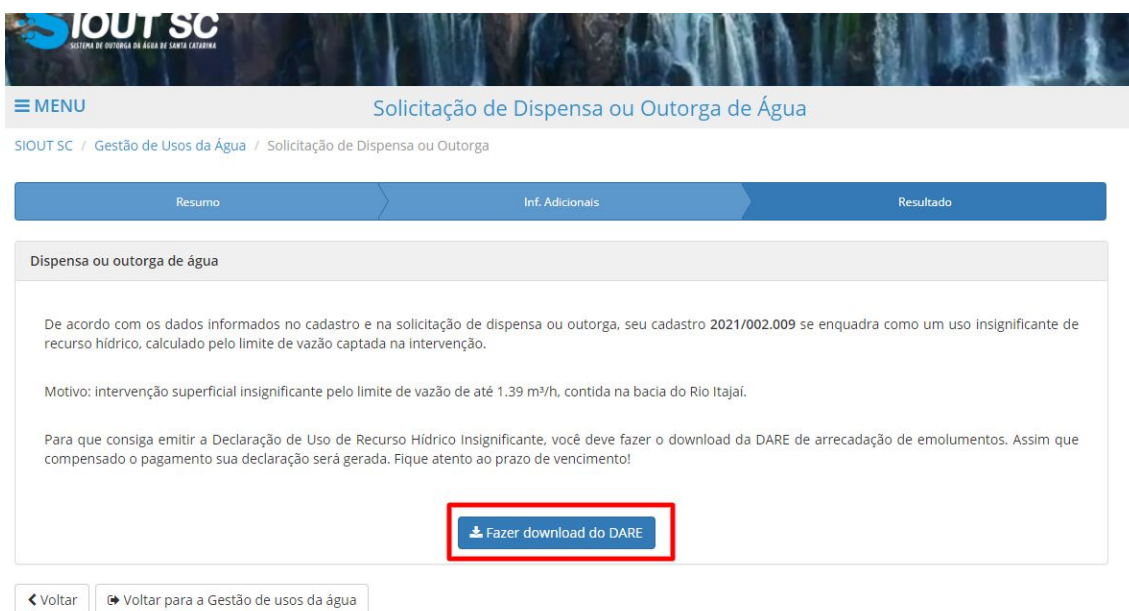 SIOUT SC
SISTEMA DE OUTORGA DA ÁGUA DE SANTA CATARINA
MENU
Solicitação de Dispensa ou Outorga de Água
SIOUT SC / Gestão de Usos da Água / Solicitação de Dispensa ou Outorga
Resumo
Inf. Adicionais
Resultado
Dispensa ou outorga de água
De acordo com os dados informados no cadastro e na solicitação de dispensa ou outorga, seu cadastro 2021/002.009 se enquadra como um uso insignificante de
recurso hídrico, calculado pelo limite de vazão captada na intervenção.
Motivo: intervenção superficial insignificante pelo limite de vazão de até 1.39 m³/h, contida na bacia do Rio Itajaí.
Para que consiga emitir a Declaração de Uso de Recurso Hídrico Insignificante, você deve fazer o download da DARE de arrecadação de emolumentos. Assim que
compensado o pagamento sua declaração será gerada. Fique atento ao prazo de vencimento!
Fazer download do DARE
Voltar
Voltar para a Gestão de usos da água